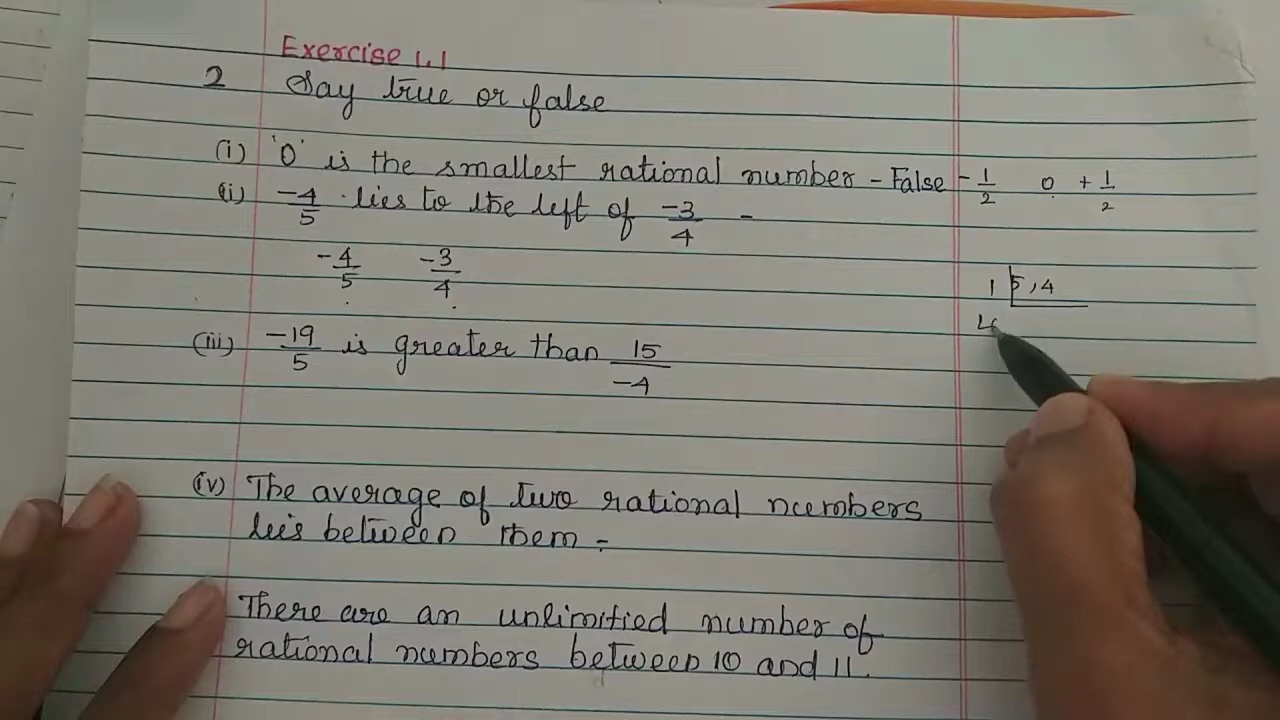 Exercise 1.1
2 Say true or false
(i) '0' is the smallest rational number - False -1/2 0 +1/2
(ii) -4/5 lies to the left of -3/4 -
-4/5 -3/4
1 5,4
(iii) -19/5 is greater than 15/-4
(iv) The average of two rational numbers
lies between them -
There are an unlimitied number of
rational numbers between 10 and 11.